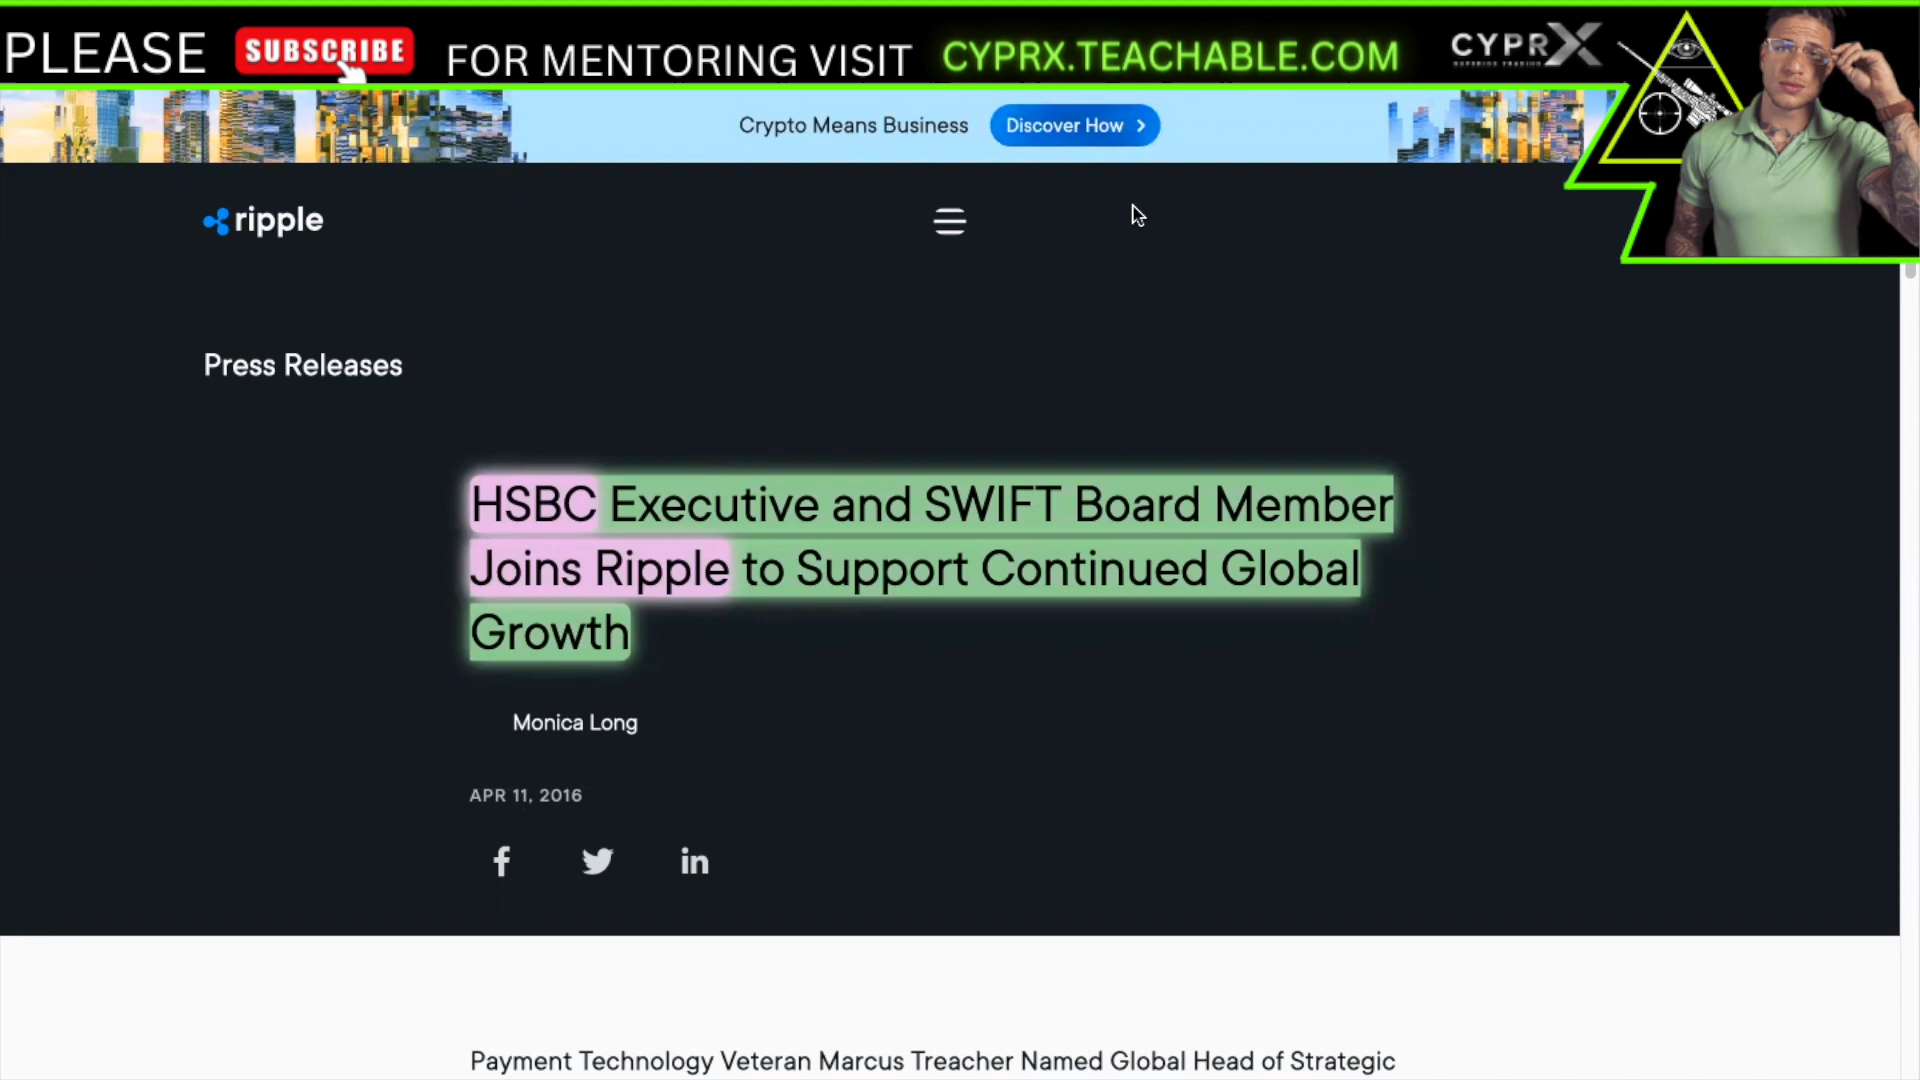 PLEASE SUBSCRIBE FOR MENTORING VISIT CYPRX.TEACHABLE.COM CYPRX
SUPERIOR TRADING
Crypto Means Business Discover How
ripple
Press Releases
HSBC Executive and SWIFT Board Member
Joins Ripple to Support Continued Global
Growth
Monica Long
APR 11, 2016
Payment Technology Veteran Marcus Treacher Named Global Head of Strategic